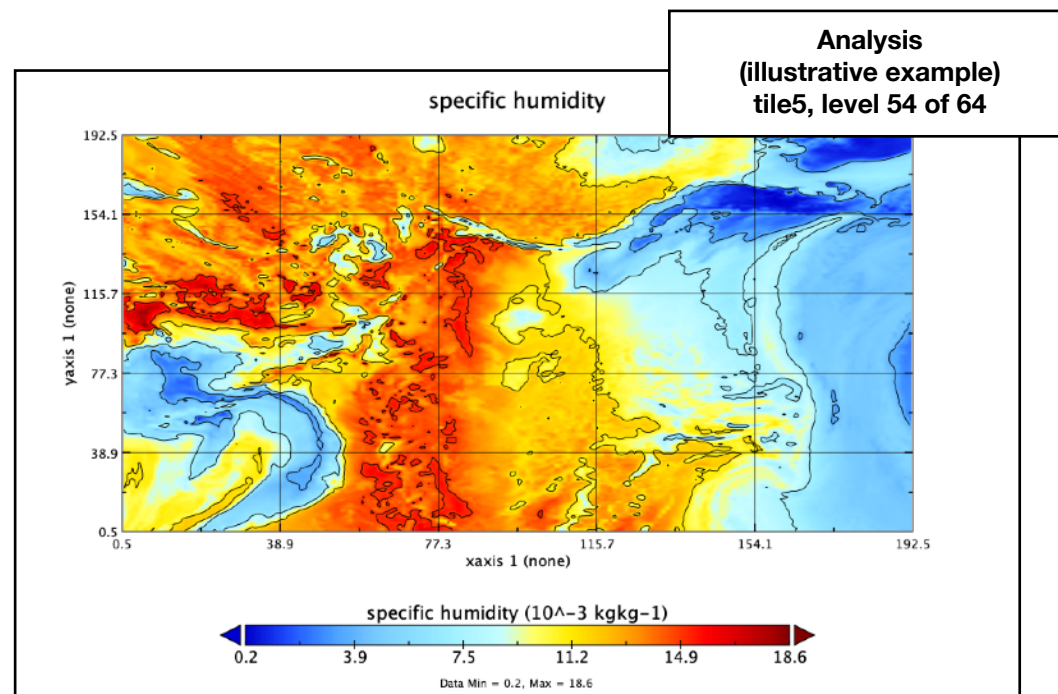 Analysis
(illustrative example)
tile5, level 54 of 64
specific humidity
192.5
154.1
115.7
77.3
38.9
0.5
yaxis 1 (none)
0.5 38.9 77.3 115.7 154.1 192.5
xaxis 1 (none)
specific humidity (10^-3 kgkg-1)
0.2 3.9 7.5 11.2 14.9 18.6
Data Min = 0.2, Max = 18.6